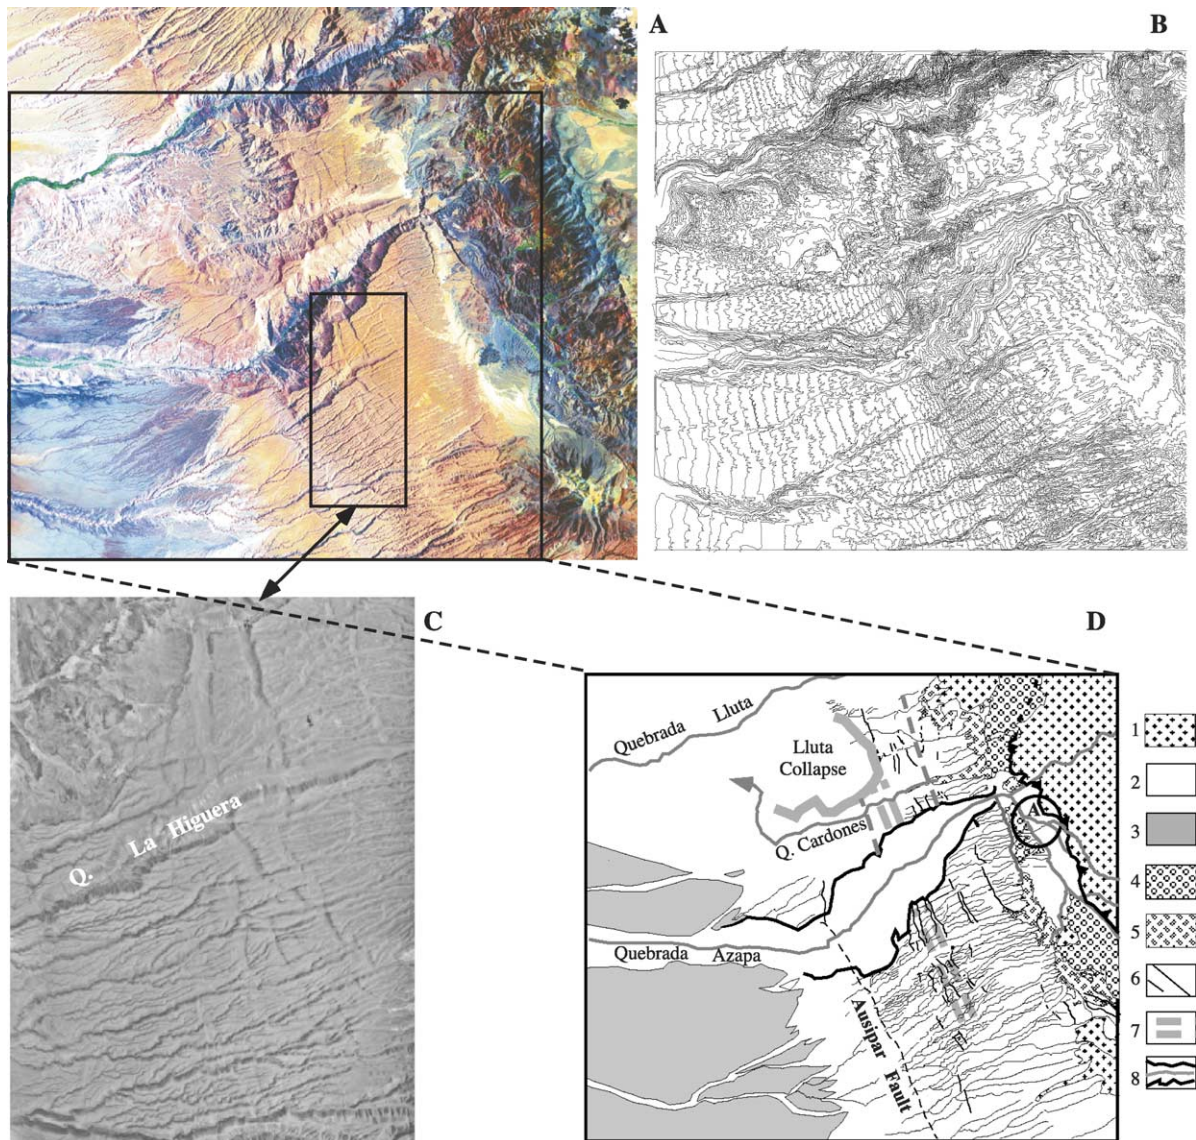 A
B
C
Q. La Higuera
D
Quebrada Lluta
Lluta
Collapse
Q. Cardones
A
Quebrada Azapa
Ausipar Fault
1
2
3
4
5
6
7
8